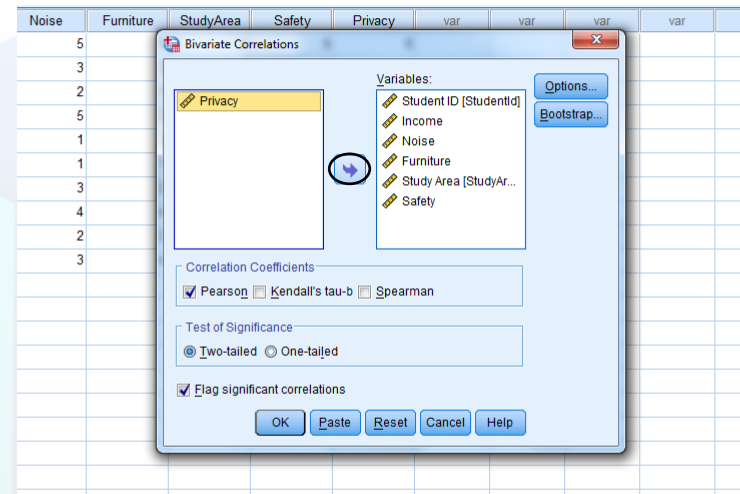 Noise Furniture StudyArea Safety Privacy var var var var
Bivariate Correlations
5
3
2
5
1
1
3
4
2
3
Variables:
Privacy
Student ID [StudentId]
Income
Noise
Furniture
Study Area [StudyAr...
Safety
Options...
Bootstrap...
Correlation Coefficients
Pearson Kendall's tau-b Spearman
Test of Significance
Two-tailed One-tailed
Flag significant correlations
OK Paste Reset Cancel Help